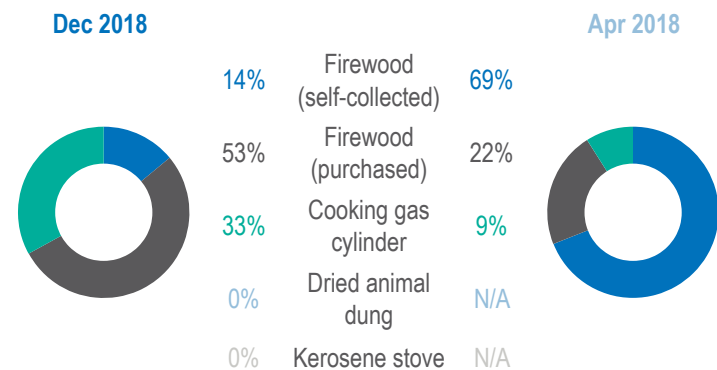 Dec 2018
Apr 2018
14%
Firewood
(self-collected)
69%
53%
Firewood
(purchased)
22%
33%
Cooking gas
cylinder
9%
0%
Dried animal
dung
N/A
0%
Kerosene stove
N/A